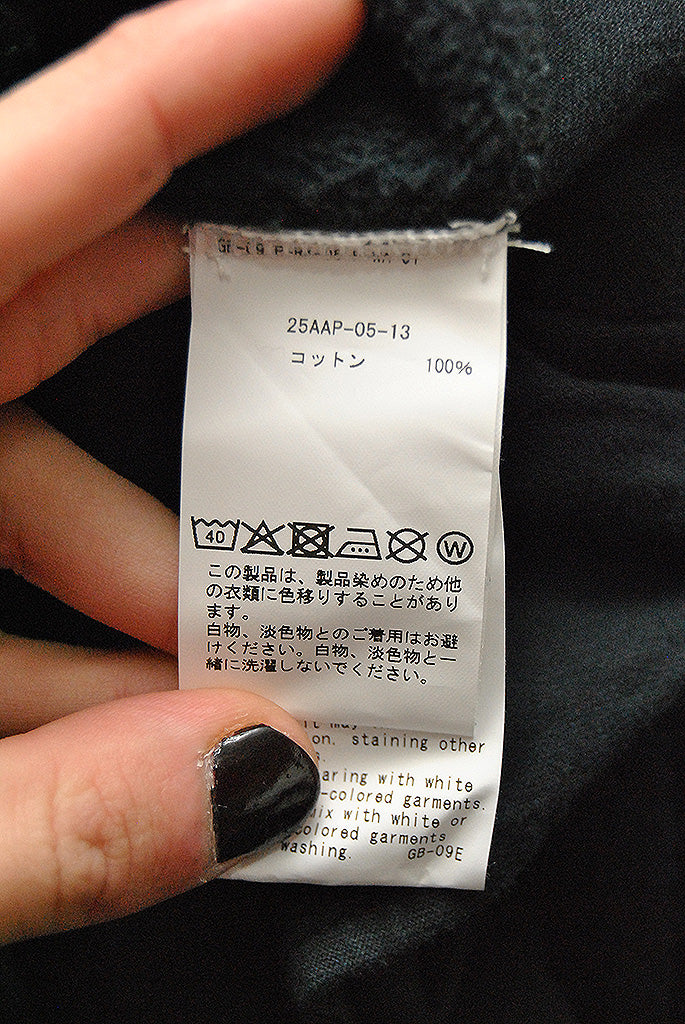 25AAP-05-13
コットン 100%
40
W
この製品は、製品染めのため他
の衣類に色移りすることがあり
ます。
白物、淡色物とのご着用はお避
けください。白物、淡色物と一
緒に洗濯しないでください。
it may
on. staining other
aring with white
-colored garments.
mix with white or
colored garments
washing. GB-09E